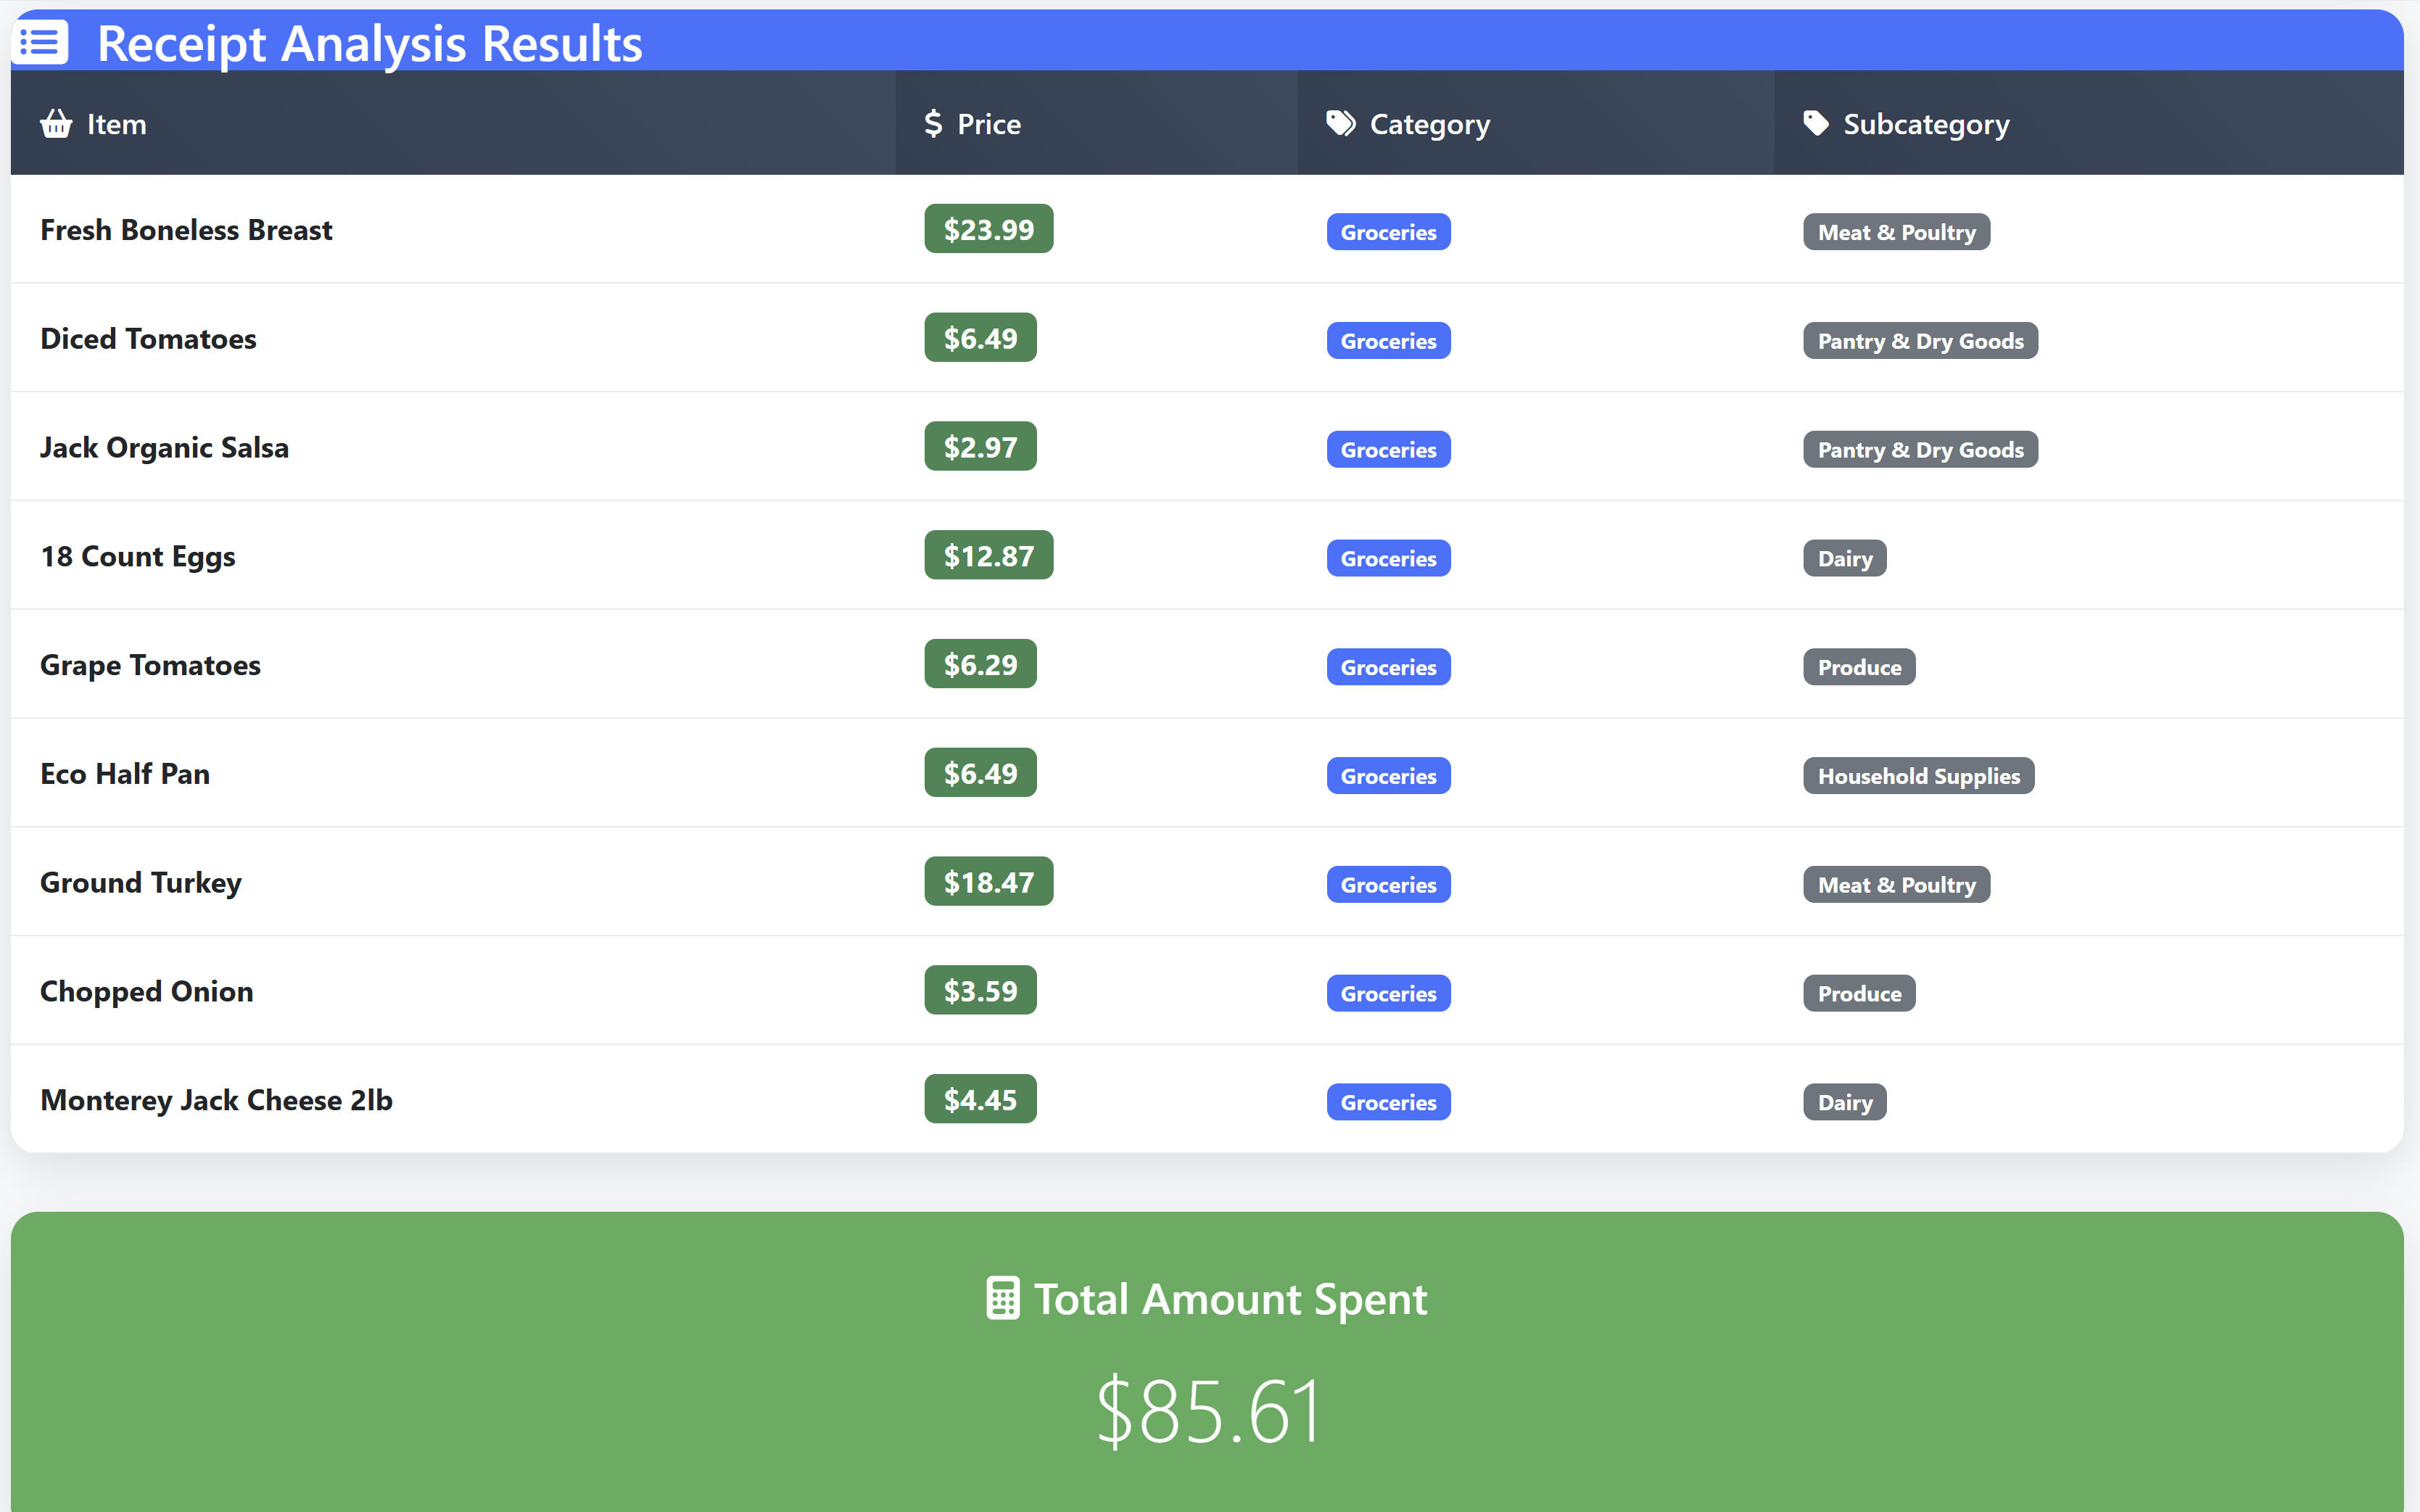 Receipt Analysis Results
Item Price Category Subcategory
Fresh Boneless Breast $23.99 Groceries Meat & Poultry
Diced Tomatoes $6.49 Groceries Pantry & Dry Goods
Jack Organic Salsa $2.97 Groceries Pantry & Dry Goods
18 Count Eggs $12.87 Groceries Dairy
Grape Tomatoes $6.29 Groceries Produce
Eco Half Pan $6.49 Groceries Household Supplies
Ground Turkey $18.47 Groceries Meat & Poultry
Chopped Onion $3.59 Groceries Produce
Monterey Jack Cheese 2lb $4.45 Groceries Dairy
Total Amount Spent
$85.61